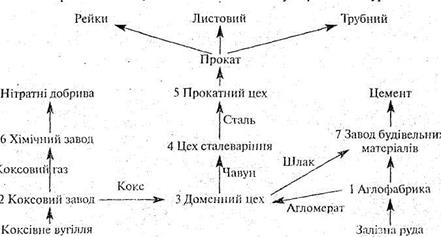 Рейки Листовий Трубний
Прокат
Нітратні добрива 5 Прокатний цех Цемент
Сталь
6 Хімічний завод 7 Завод будівельних
матеріалів
4 Цех сталеваріння
Шлак
Коксовий газ Чавун
Кокс
2 Коксовий завод 3 Доменний цех 1 Аглофабрика
Агломерат
Коксівне вугілля Залізна руда